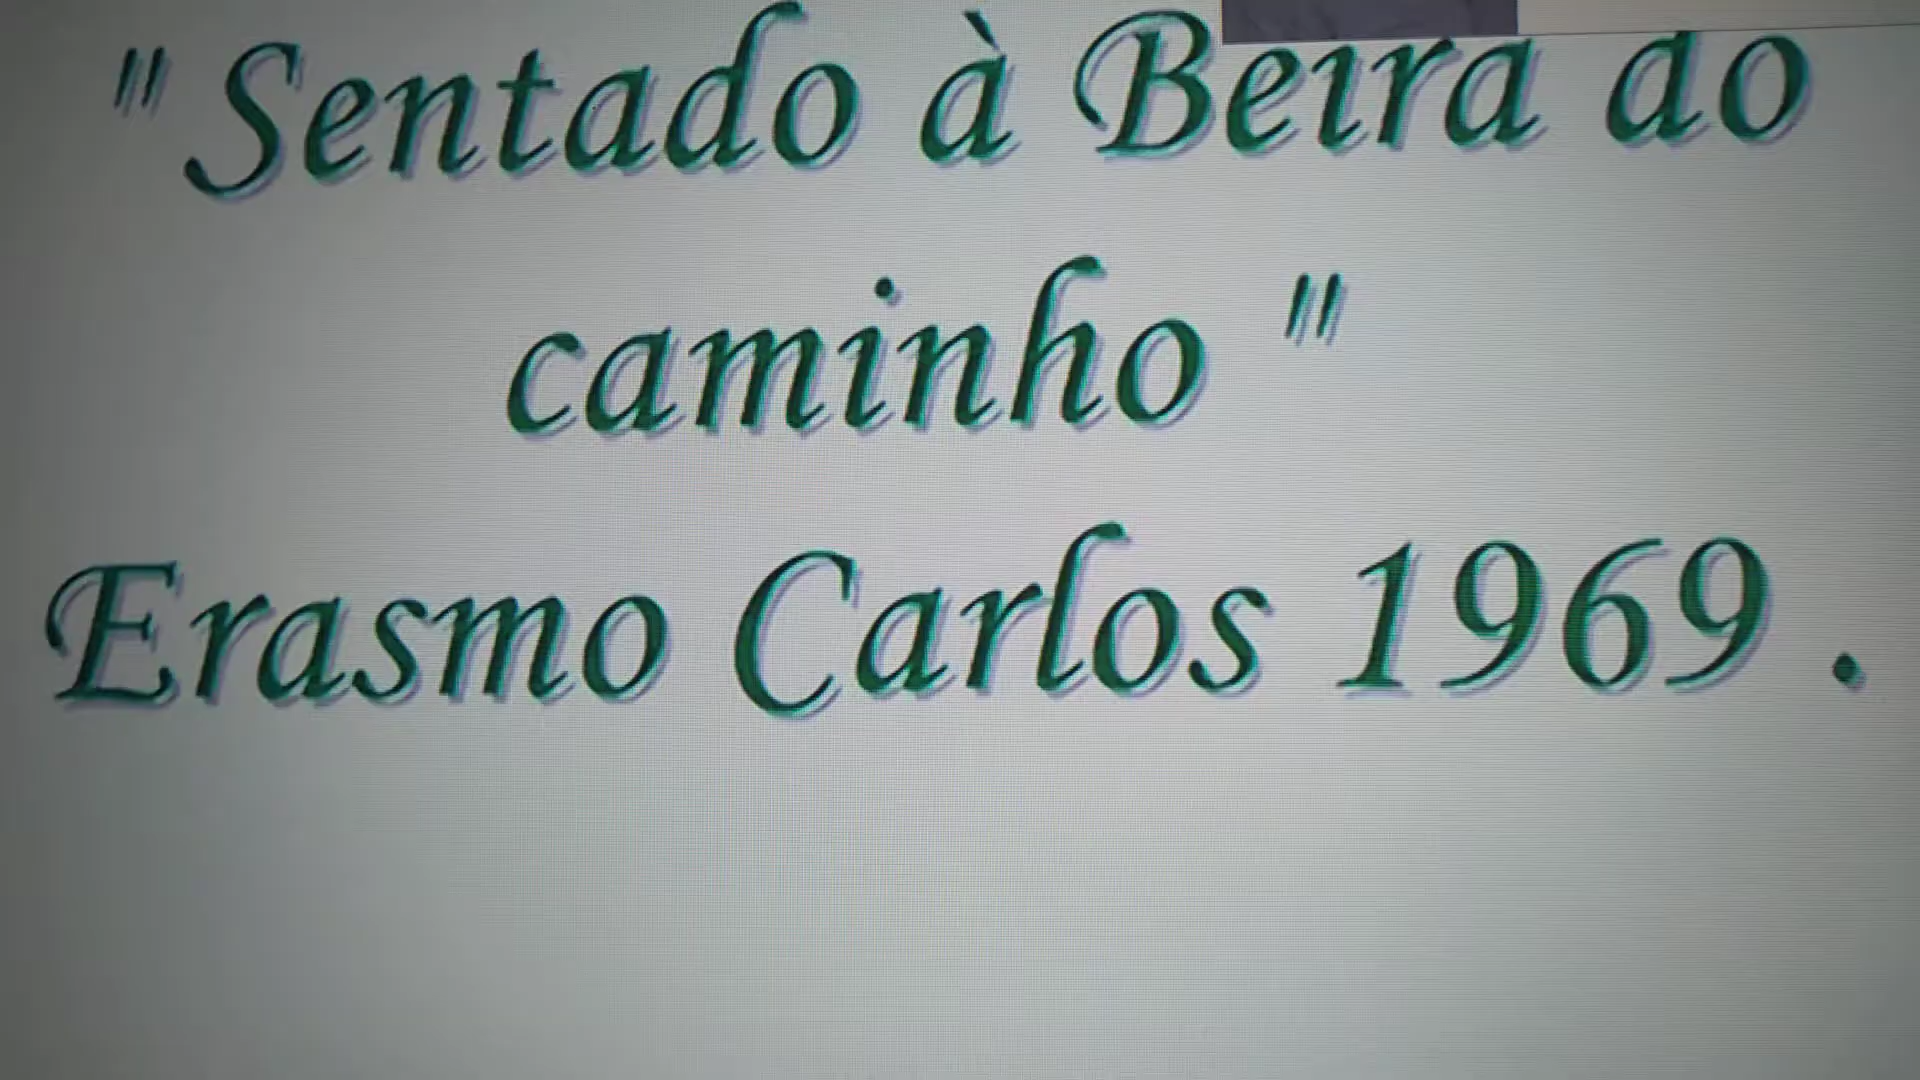 " Sentado à Beira do
caminho "
Erasmo Carlos 1969 .